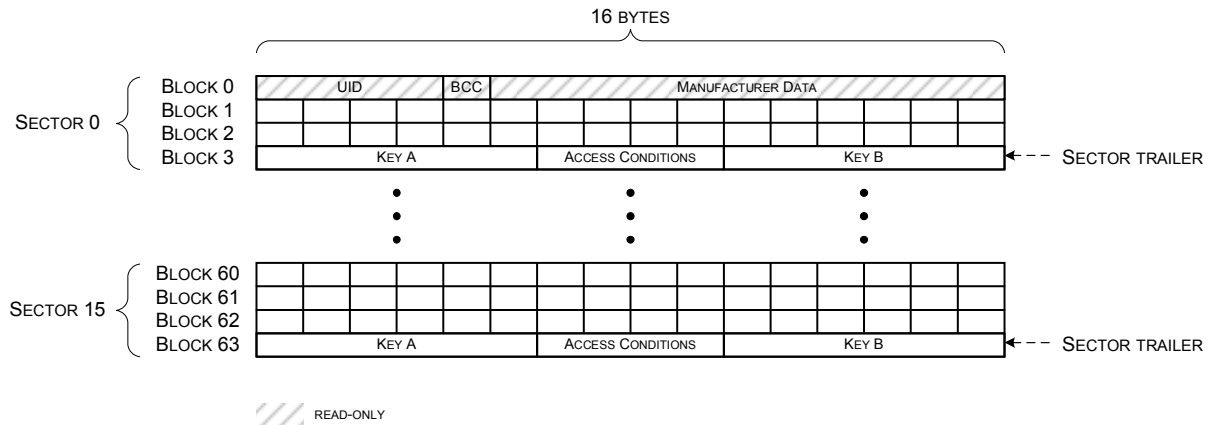 16 BYTES
BLOCK 0 UID BCC MANUFACTURER DATA
BLOCK 1
SECTOR 0
BLOCK 2
BLOCK 3 KEY A ACCESS CONDITIONS KEY B SECTOR TRAILER
BLOCK 60
BLOCK 61
SECTOR 15
BLOCK 62
BLOCK 63 KEY A ACCESS CONDITIONS KEY B SECTOR TRAILER
READ-ONLY